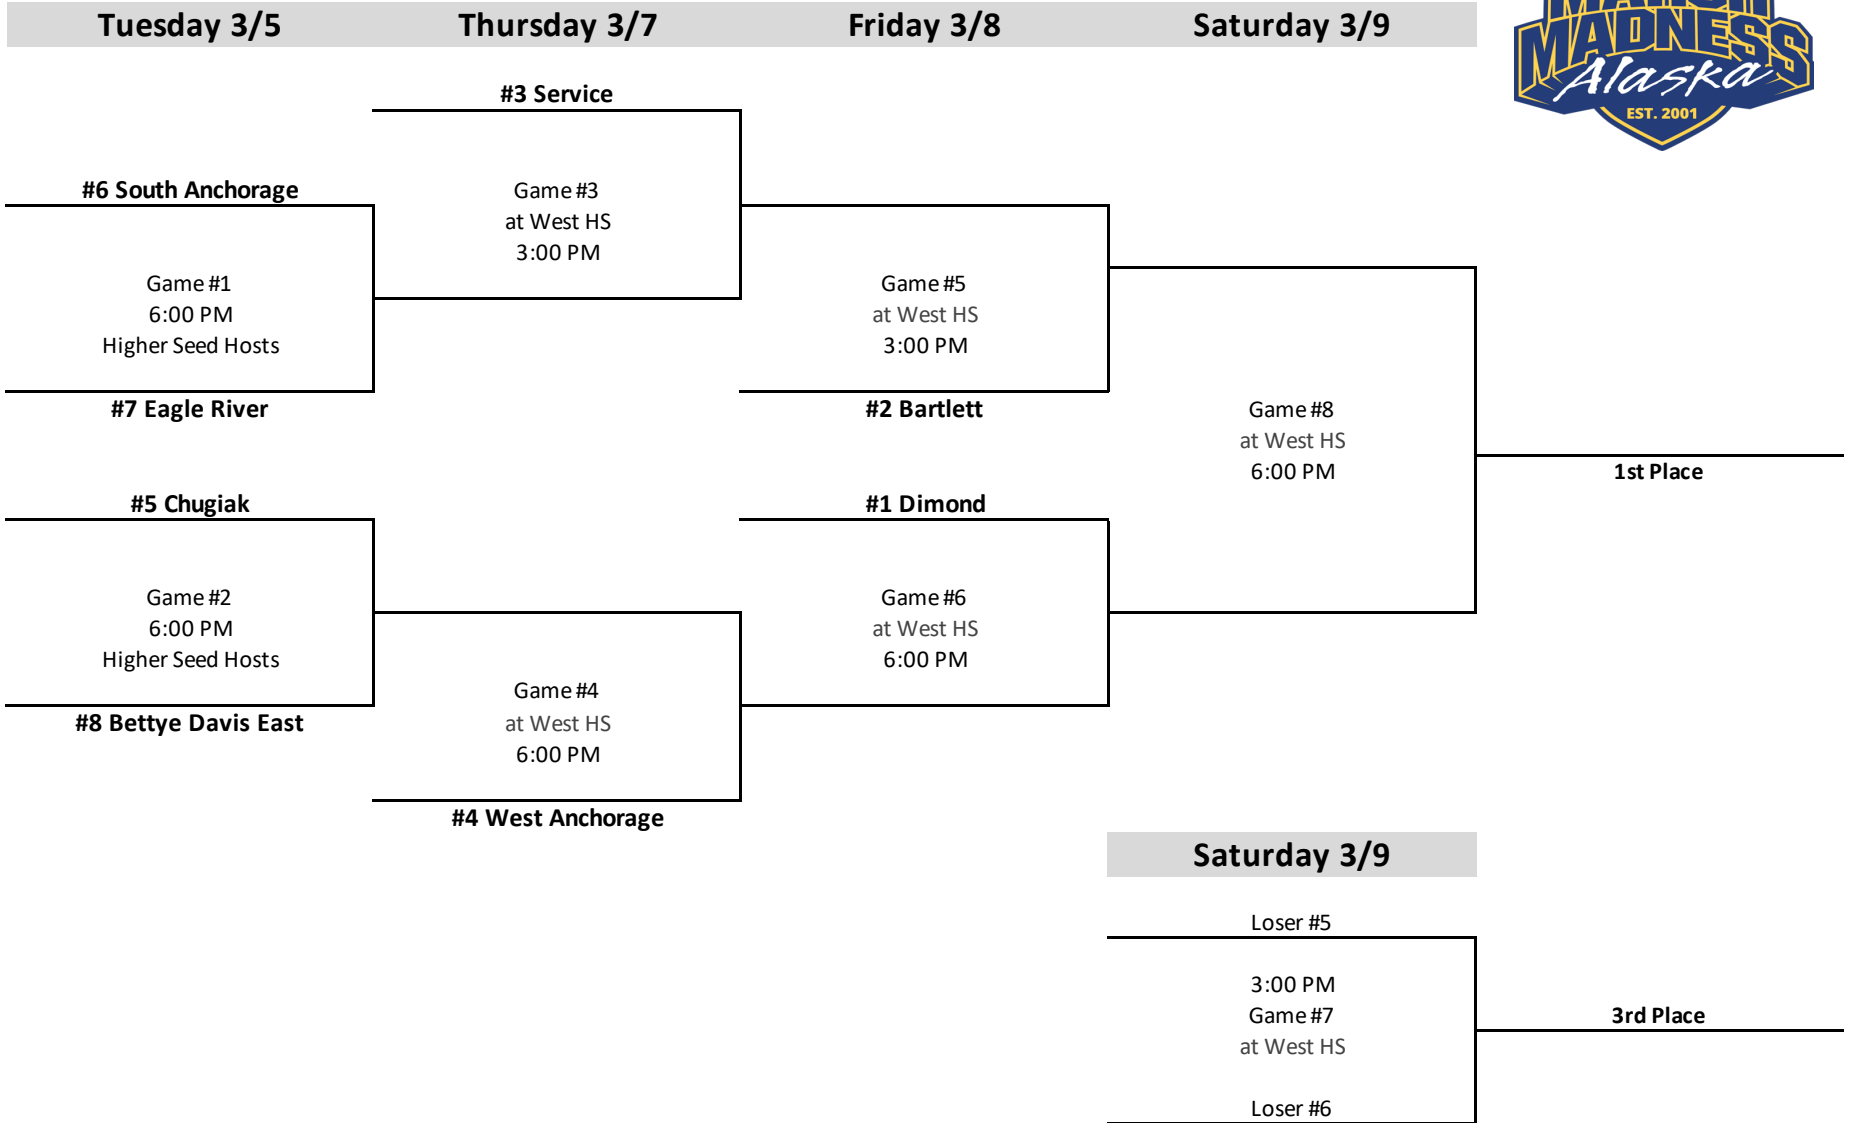 Tuesday 3/5
Thursday 3/7
Friday 3/8
Saturday 3/9
MADNESS
Alaska
EST. 2001
#3 Service
#6 South Anchorage
Game #3
at West HS
3:00 PM
Game #1
6:00 PM
Higher Seed Hosts
Game #5
at West HS
3:00 PM
#7 Eagle River
#2 Bartlett
Game #8
at West HS
6:00 PM
1st Place
#5 Chugiak
#1 Dimond
Game #2
6:00 PM
Higher Seed Hosts
Game #6
at West HS
6:00 PM
#8 Bettye Davis East
Game #4
at West HS
6:00 PM
#4 West Anchorage
Saturday 3/9
Loser #5
3:00 PM
Game #7
at West HS
3rd Place
Loser #6